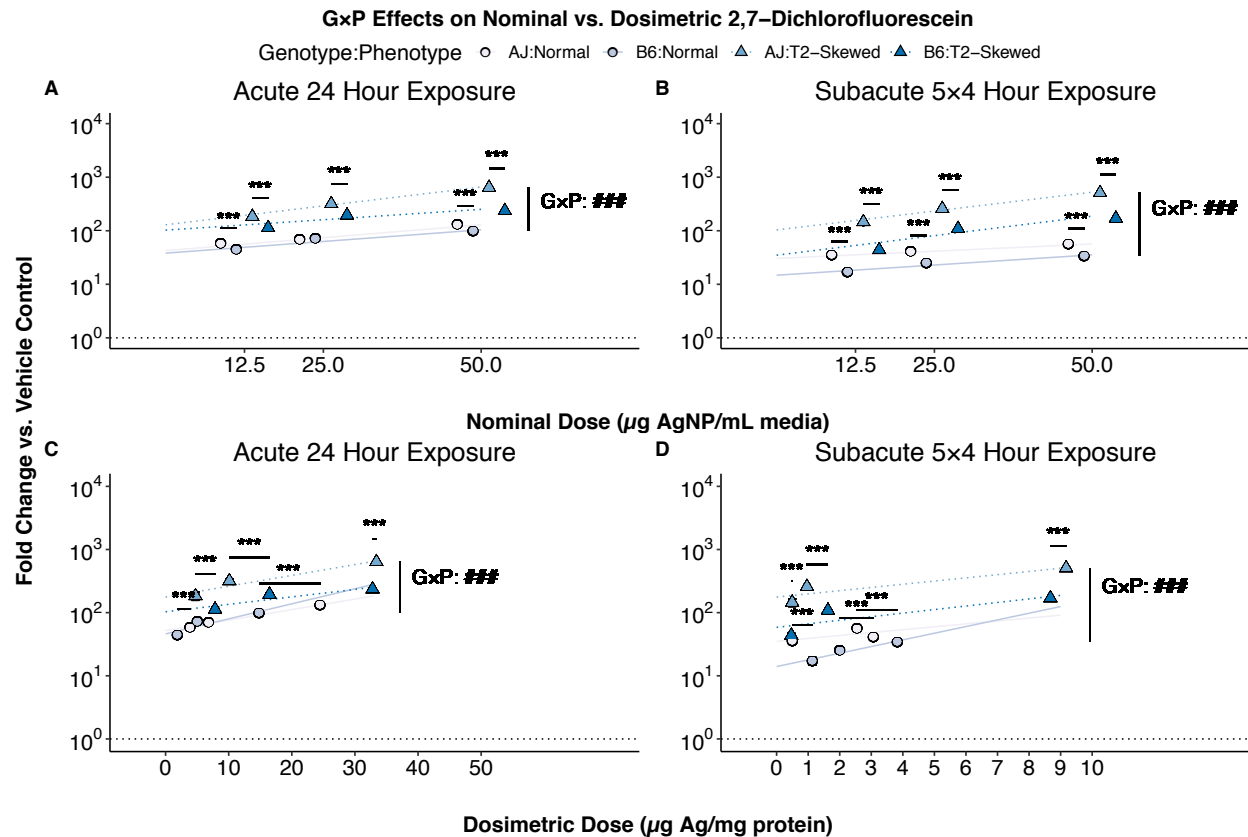 G×P Effects on Nominal vs. Dosimetric 2,7−Dichlorofluorescein
Genotype:Phenotype AJ:Normal B6:Normal AJ:T2−Skewed B6:T2−Skewed
A
Acute 24 Hour Exposure
10^4
10^3
10^2
10^1
10^0
*** *** *** *** ***
G×P: ###
12.5 25.0 50.0
B
Subacute 5×4 Hour Exposure
10^4
10^3
10^2
10^1
10^0
*** *** *** *** *** ***
G×P: ###
12.5 25.0 50.0
Fold Change vs. Vehicle Control
Nominal Dose (µg AgNP/mL media)
C
Acute 24 Hour Exposure
10^4
10^3
10^2
10^1
10^0
*** *** *** *** ***
G×P: ###
0 10 20 30 40 50
D
Subacute 5×4 Hour Exposure
10^4
10^3
10^2
10^1
10^0
*** *** *** *** *** ***
G×P: ###
0 1 2 3 4 5 6 7 8 9 10
Dosimetric Dose (µg Ag/mg protein)